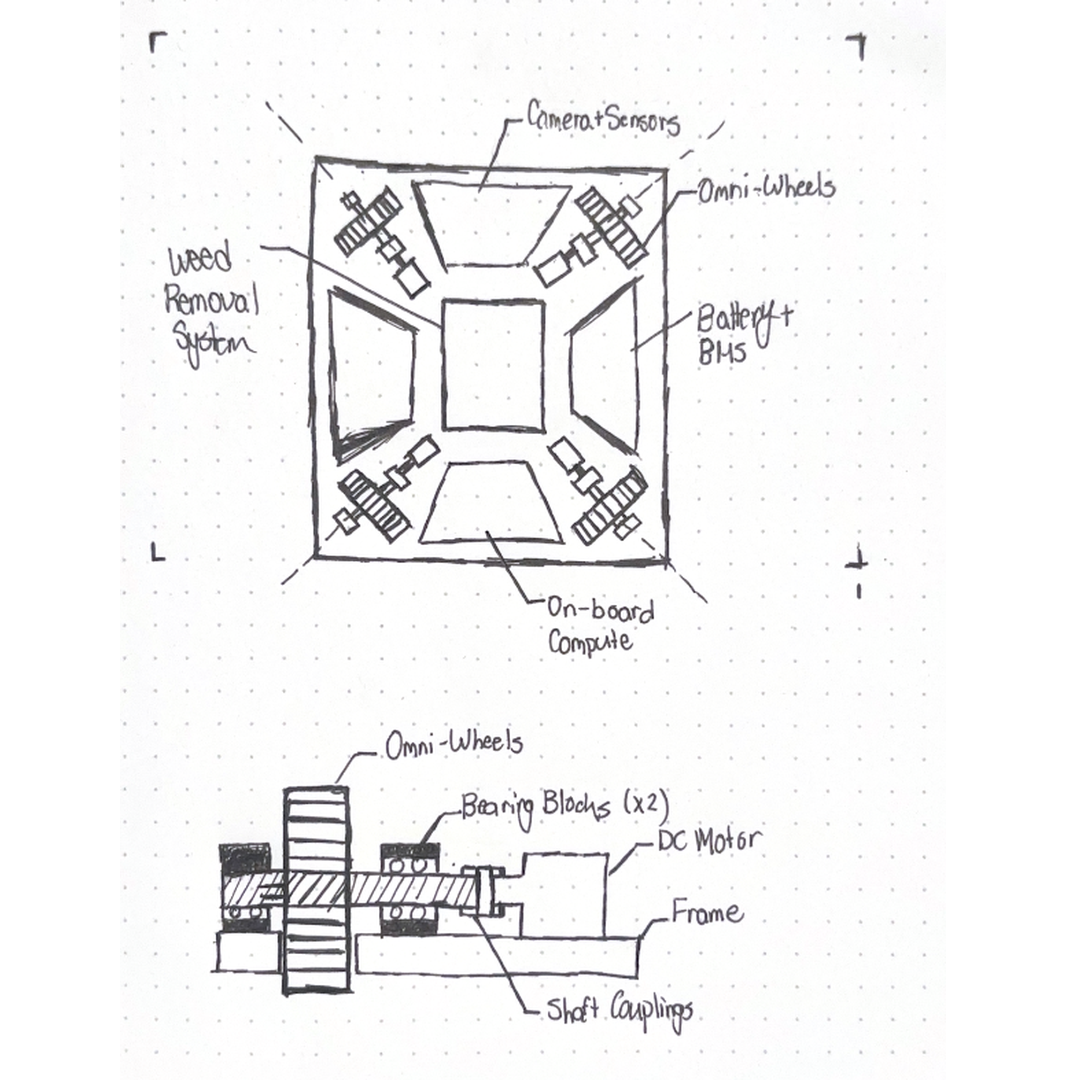 Camera+Sensors
Omni-Wheels
Weed
Removal
System
Battery+
BMS
On-board
Compute
Omni-Wheels
Bearing Blocks (x2)
DC Motor
Frame
Shaft Couplings